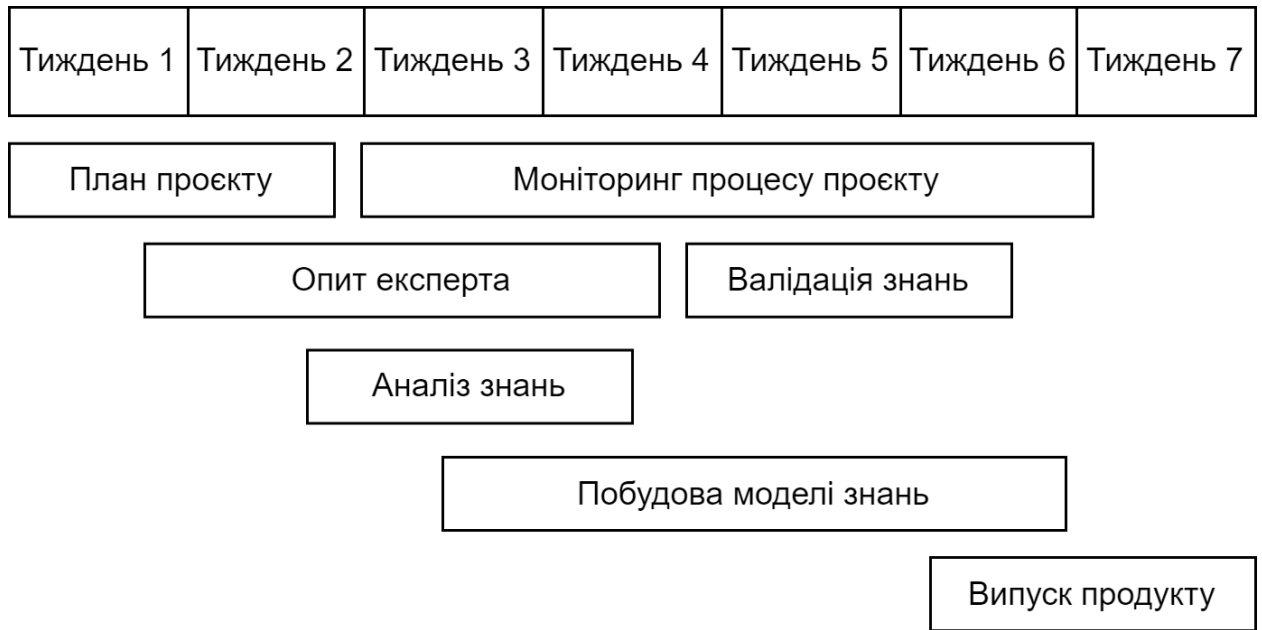 Тиждень 1 Тиждень 2 Тиждень 3 Тиждень 4 Тиждень 5 Тиждень 6 Тиждень 7
План проєкту Моніторинг процесу проєкту
Опит експерта Валідація знань
Аналіз знань
Побудова моделі знань
Випуск продукту